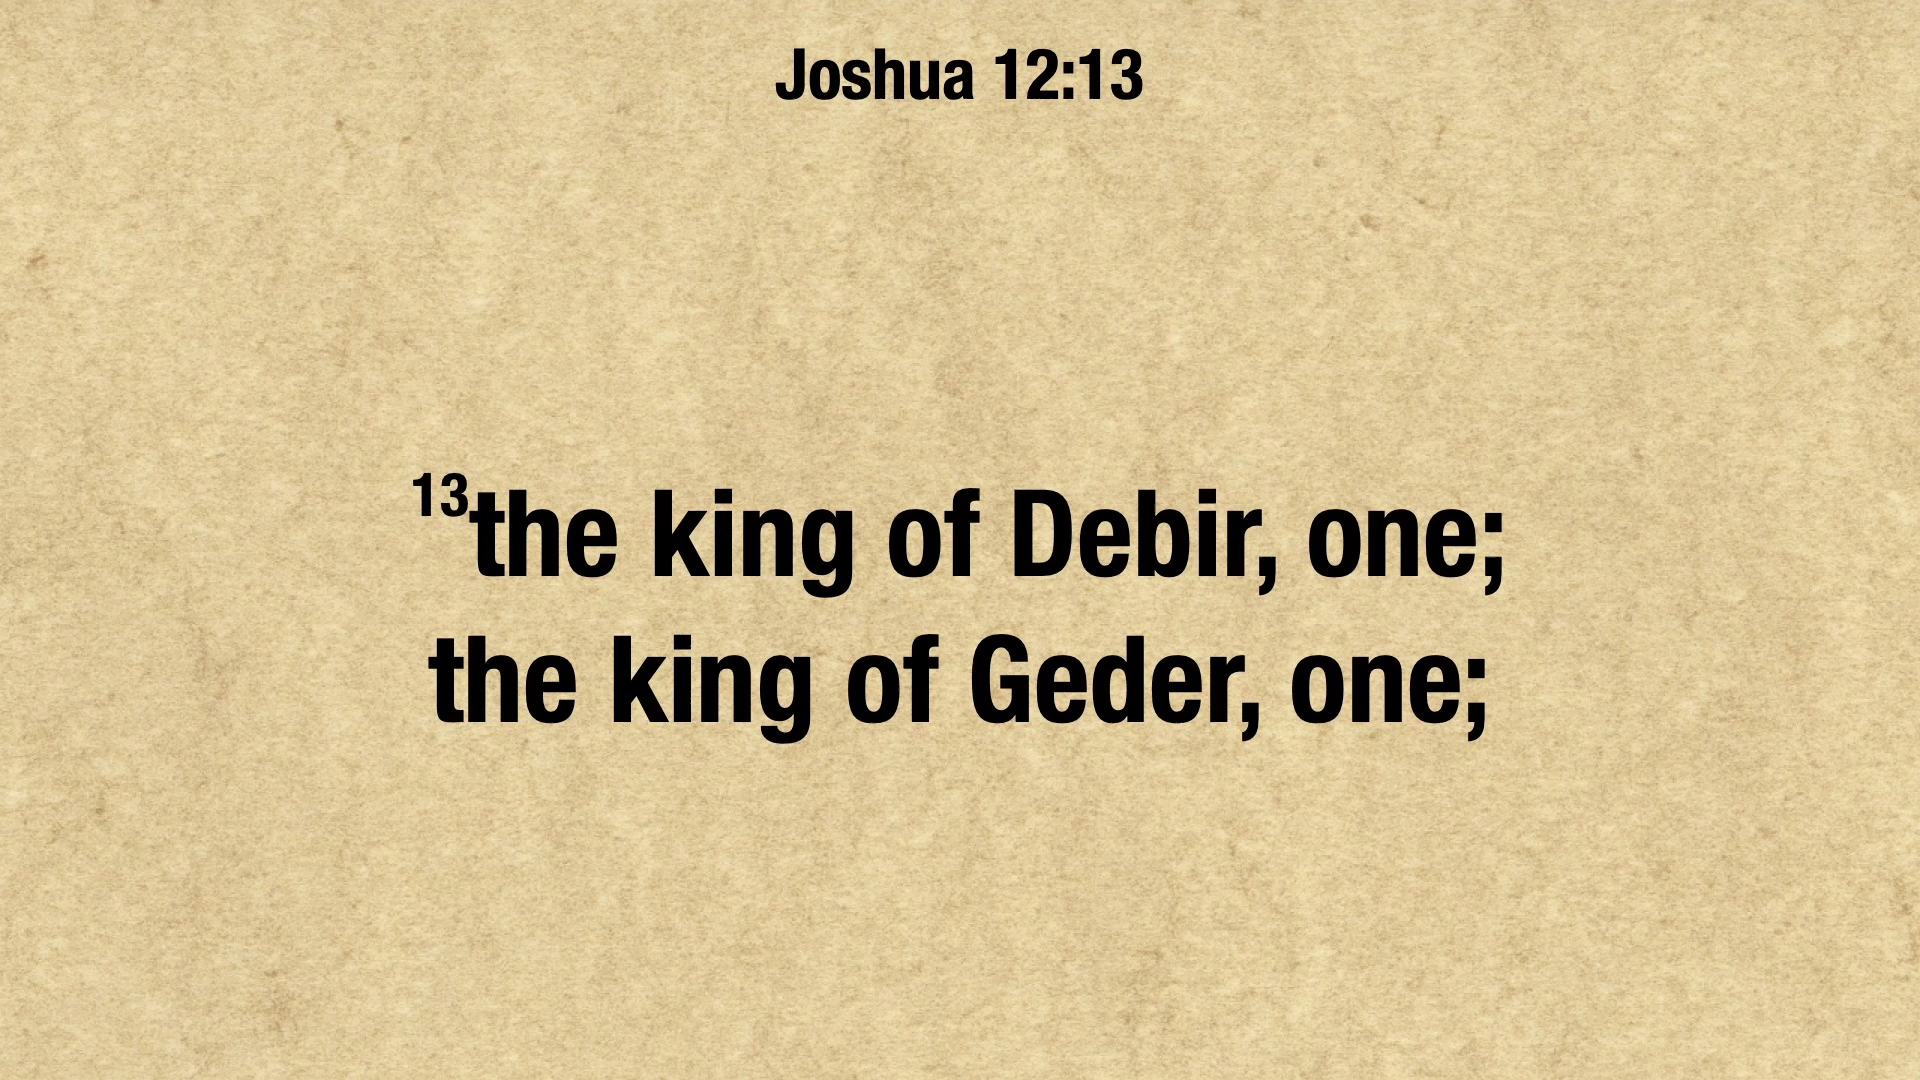 Joshua 12:13
13the king of Debir, one;
the king of Geder, one;